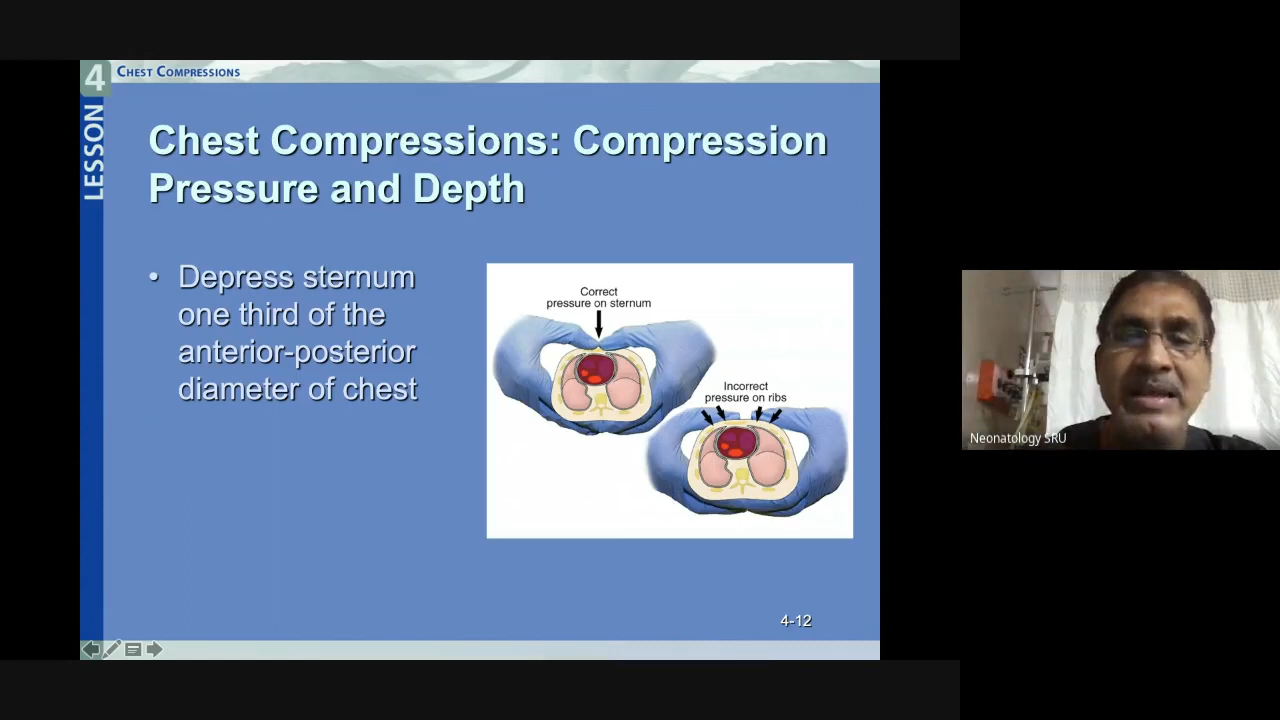 4 CHEST COMPRESSIONS
LESSON
Chest Compressions: Compression
Pressure and Depth
• Depress sternum
one third of the
anterior-posterior
diameter of chest
Correct
pressure on sternum
Incorrect
pressure on ribs
4-12
Neonatology SRU